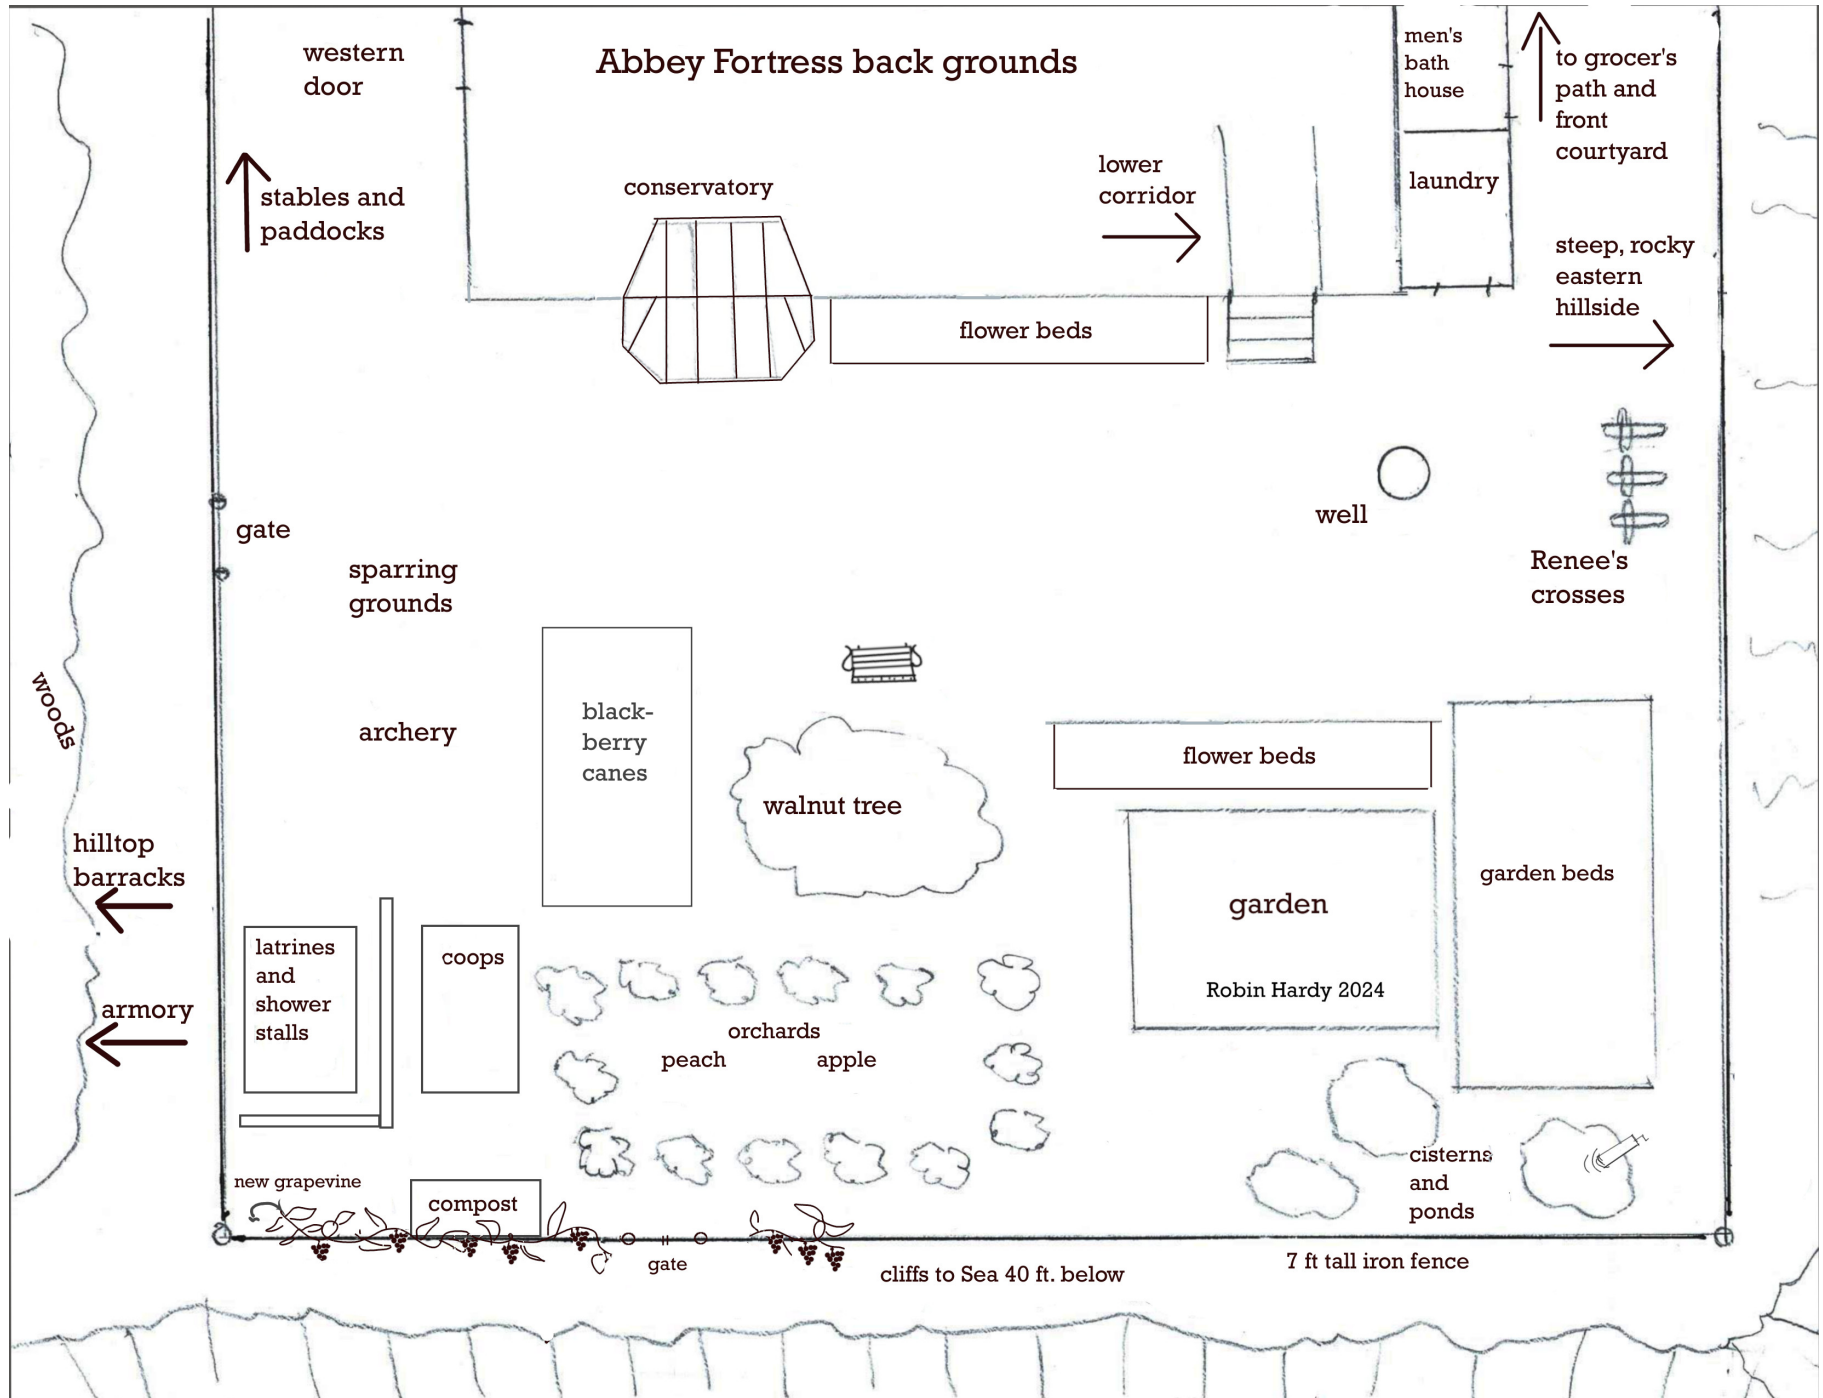 Abbey Fortress back grounds
western
door
men's
bath
house
to grocer's
path and
front
courtyard
stables and
paddocks
conservatory
lower
corridor
laundry
steep, rocky
eastern
hillside
flower beds
gate
sparring
grounds
well
Renee's
crosses
woods
archery
black-
berry
canes
walnut tree
flower beds
hilltop
barracks
garden
garden beds
latrines
and
shower
stalls
coops
armory
Robin Hardy 2024
orchards
peach
apple
cisterns
and
ponds
new grapevine
compost
gate
cliffs to Sea 40 ft. below
7 ft tall iron fence